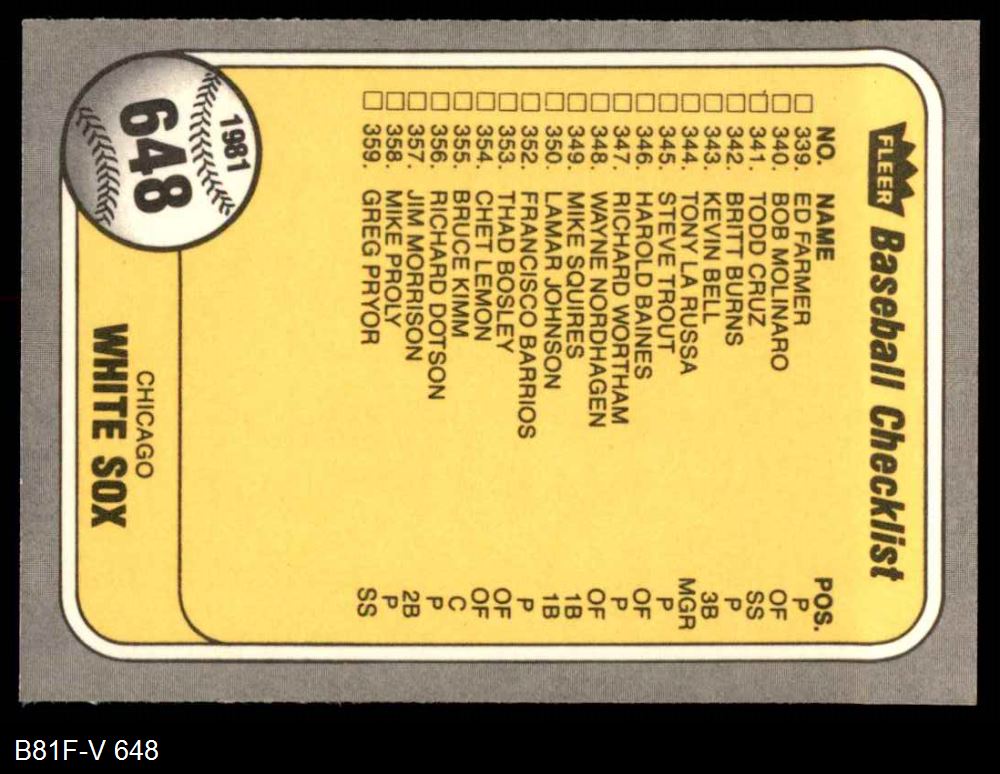 FLEER Baseball Checklist
NO. NAME POS.
339. ED FARMER P
340. BOB MOLINARO OF
341. TODD CRUZ SS
342. BRITT BURNS P
343. KEVIN BELL 3B
344. TONY LA RUSSA MGR
345. STEVE TROUT P
346. HAROLD BAINES OF
347. RICHARD WORTHAM P
348. WAYNE NORDHAGEN OF
349. MIKE SQUIRES 1B
350. LAMAR JOHNSON 1B
352. FRANCISCO BARRIOS P
353. THAD BOSLEY OF
354. CHET LEMON OF
355. BRUCE KIMM C
356. RICHARD DOTSON P
357. JIM MORRISON 2B
358. MIKE PROLY P
359. GREG PRYOR SS
1981
648
CHICAGO
WHITE SOX
B81F-V 648